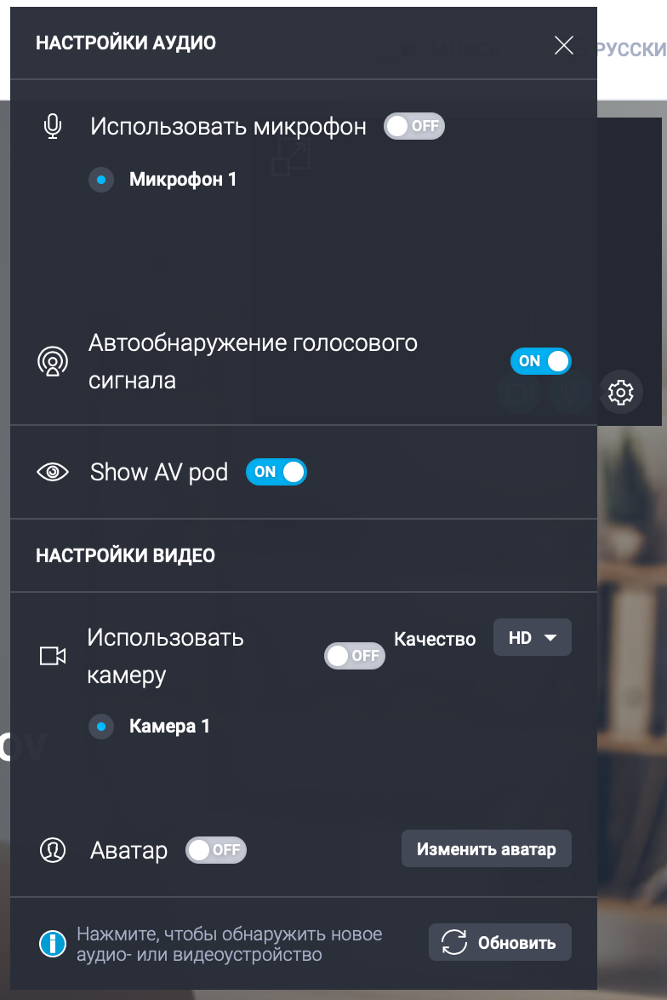 НАСТРОЙКИ АУДИО
ЗАПИСЬ
РУССКИ
Использовать микрофон OFF
Микрофон 1
Автообнаружение голосового
сигнала
ON
Show AV pod ON
НАСТРОЙКИ ВИДЕО
Использовать
камеру
OFF
Качество HD
Камера 1
ov
Аватар OFF
Изменить аватар
Нажмите, чтобы обнаружить новое
аудио- или видеоустройство
Обновить